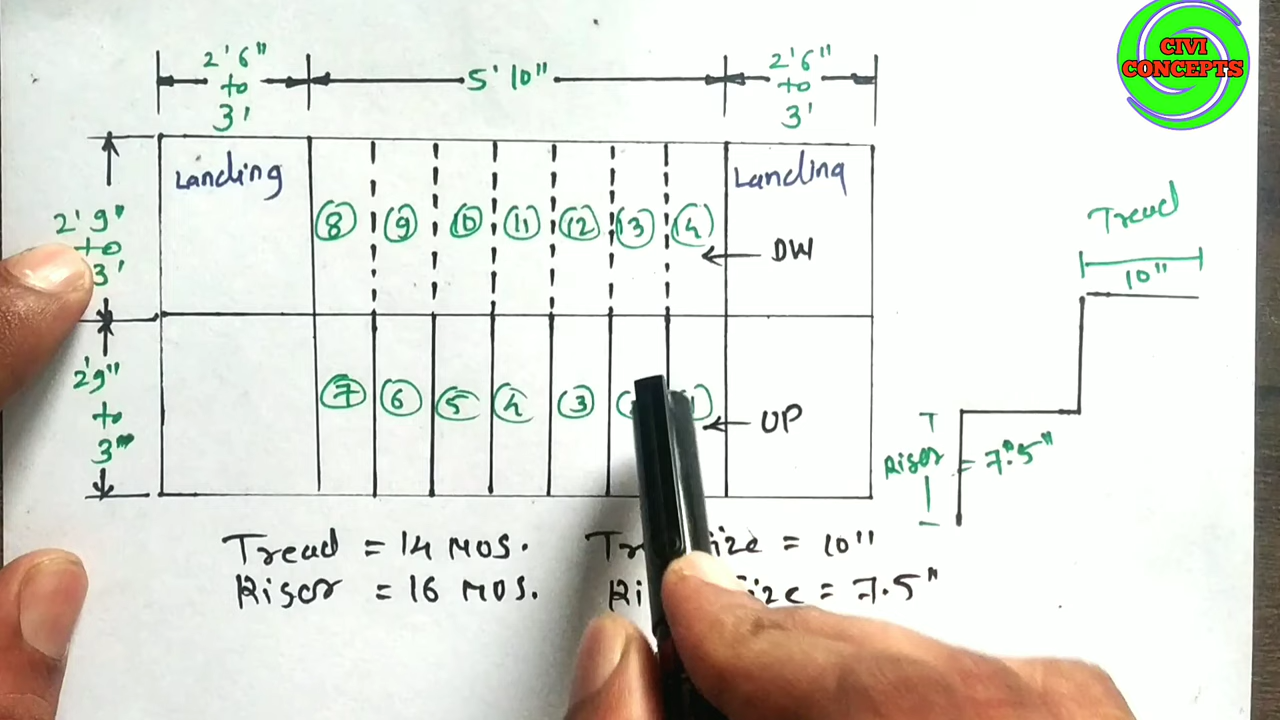 CIVI
CONCEPTS
2'6"
to
3'
5'10"
2'6"
to
3'
Landing
Landing
Tread
10"
2'9"
to
3'
8
9
10
11
12
13
14
DW
2'9"
to
3"
7
6
5
4
3
1
UP
Riser = 7.5"
Tread = 14 NOS.
= 10"
Riser = 16 NOS.
= 7.5"